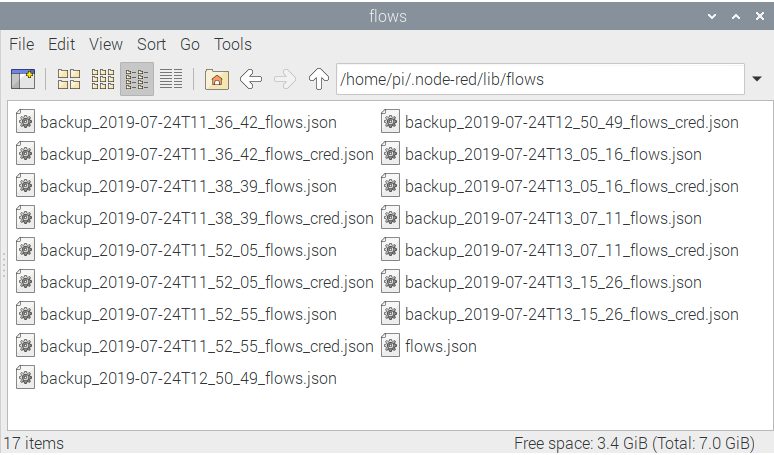 flows
File Edit View Sort Go Tools
/home/pi/.node-red/lib/flows
backup_2019-07-24T11_36_42_flows.json
backup_2019-07-24T11_36_42_flows_cred.json
backup_2019-07-24T11_38_39_flows.json
backup_2019-07-24T11_38_39_flows_cred.json
backup_2019-07-24T11_52_05_flows.json
backup_2019-07-24T11_52_05_flows_cred.json
backup_2019-07-24T11_52_55_flows.json
backup_2019-07-24T11_52_55_flows_cred.json
backup_2019-07-24T12_50_49_flows.json
backup_2019-07-24T12_50_49_flows_cred.json
backup_2019-07-24T13_05_16_flows.json
backup_2019-07-24T13_05_16_flows_cred.json
backup_2019-07-24T13_07_11_flows.json
backup_2019-07-24T13_07_11_flows_cred.json
backup_2019-07-24T13_15_26_flows.json
backup_2019-07-24T13_15_26_flows_cred.json
flows.json
17 items Free space: 3.4 GiB (Total: 7.0 GiB)